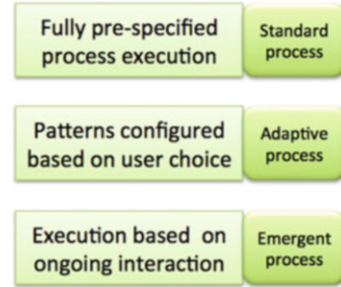 Fully pre-specified
process execution
Standard
process
Patterns configured
based on user choice
Adaptive
process
Execution based on
ongoing interaction
Emergent
process